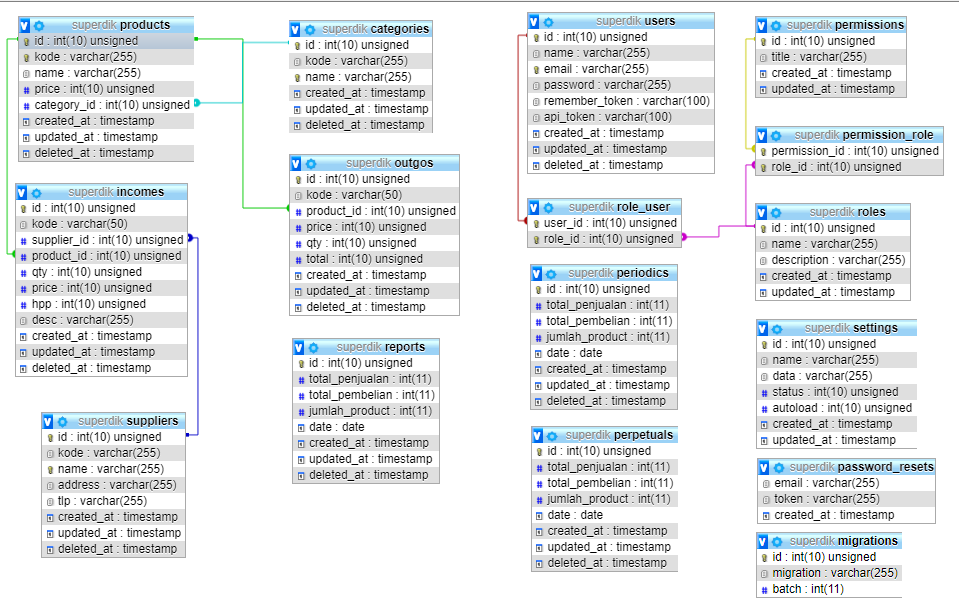 superdik products
id : int(10) unsigned
kode : varchar(255)
name : varchar(255)
price : int(10) unsigned
category_id : int(10) unsigned
created_at : timestamp
updated_at : timestamp
deleted_at : timestamp
superdik incomes
id : int(10) unsigned
kode : varchar(50)
supplier_id : int(10) unsigned
product_id : int(10) unsigned
qty : int(10) unsigned
price : int(10) unsigned
hpp : int(10) unsigned
desc : varchar(255)
created_at : timestamp
updated_at : timestamp
deleted_at : timestamp
superdik suppliers
id : int(10) unsigned
kode : varchar(255)
name : varchar(255)
address : varchar(255)
tlp : varchar(255)
created_at : timestamp
updated_at : timestamp
deleted_at : timestamp
superdik categories
id : int(10) unsigned
kode : varchar(255)
name : varchar(255)
created_at : timestamp
updated_at : timestamp
deleted_at : timestamp
superdik outgos
id : int(10) unsigned
kode : varchar(50)
product_id : int(10) unsigned
price : int(10) unsigned
qty : int(10) unsigned
total : int(10) unsigned
created_at : timestamp
updated_at : timestamp
deleted_at : timestamp
superdik reports
id : int(10) unsigned
total_penjualan : int(11)
total_pembelian : int(11)
jumlah_product : int(11)
date : date
created_at : timestamp
updated_at : timestamp
deleted_at : timestamp
superdik users
id : int(10) unsigned
name : varchar(255)
email : varchar(255)
password : varchar(255)
remember_token : varchar(100)
api_token : varchar(100)
created_at : timestamp
updated_at : timestamp
deleted_at : timestamp
superdik role_user
user_id : int(10) unsigned
role_id : int(10) unsigned
superdik periodics
id : int(10) unsigned
total_penjualan : int(11)
total_pembelian : int(11)
jumlah_product : int(11)
date : date
created_at : timestamp
updated_at : timestamp
deleted_at : timestamp
superdik perpetuals
id : int(10) unsigned
total_penjualan : int(11)
total_pembelian : int(11)
jumlah_product : int(11)
date : date
created_at : timestamp
updated_at : timestamp
deleted_at : timestamp
superdik permissions
id : int(10) unsigned
title : varchar(255)
created_at : timestamp
updated_at : timestamp
superdik permission_role
permission_id : int(10) unsigned
role_id : int(10) unsigned
superdik roles
id : int(10) unsigned
name : varchar(255)
description : varchar(255)
created_at : timestamp
updated_at : timestamp
superdik settings
id : int(10) unsigned
name : varchar(255)
data : varchar(255)
status : int(10) unsigned
autoload : int(10) unsigned
created_at : timestamp
updated_at : timestamp
superdik password_resets
email : varchar(255)
token : varchar(255)
created_at : timestamp
superdik migrations
id : int(10) unsigned
migration : varchar(255)
batch : int(11)